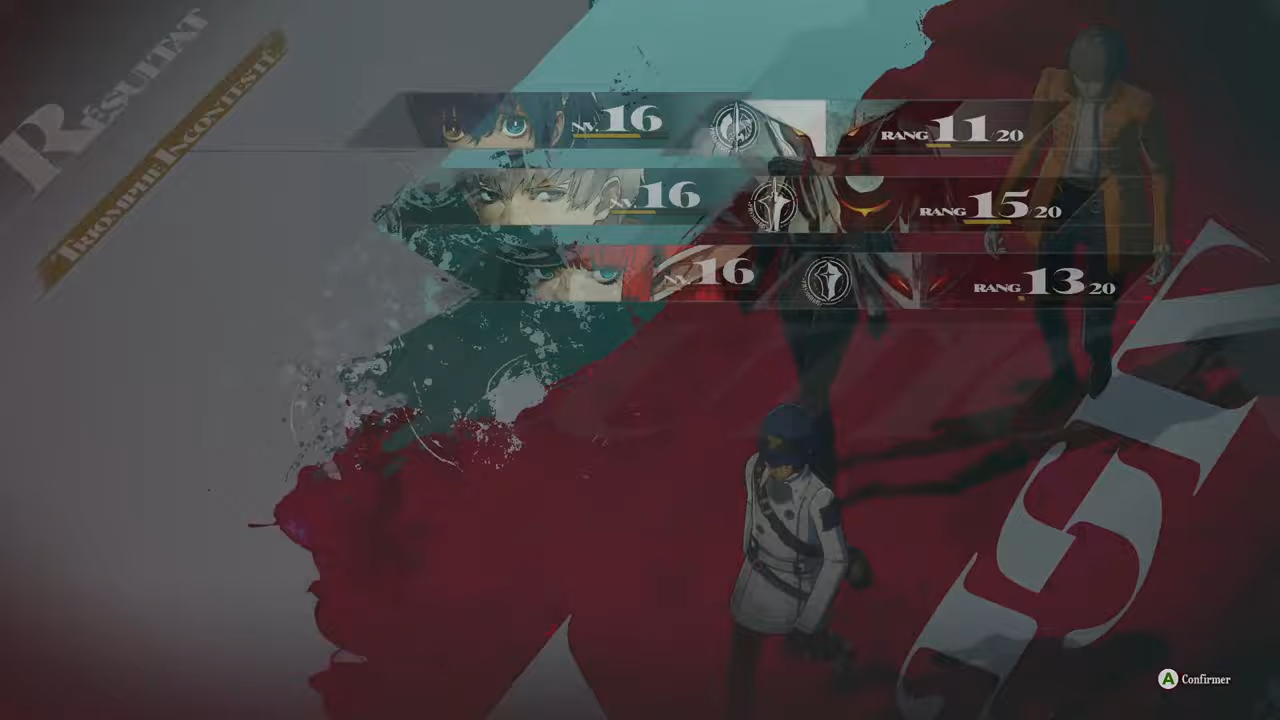 RÉSULTAT
TRIOMPHE INCONTESTÉ
NV. 16 RANG 11 20
NV. 16 RANG 15 20
NV. 16 RANG 13 20
A Confirmer